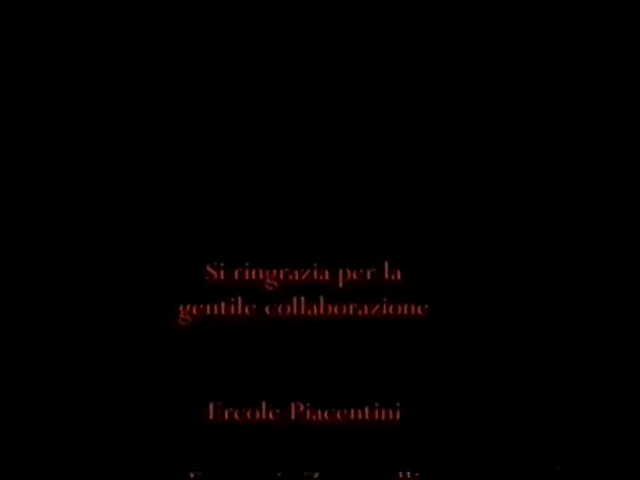 Si ringrazia per la
gentile collaborazione
Ercole Piacentini